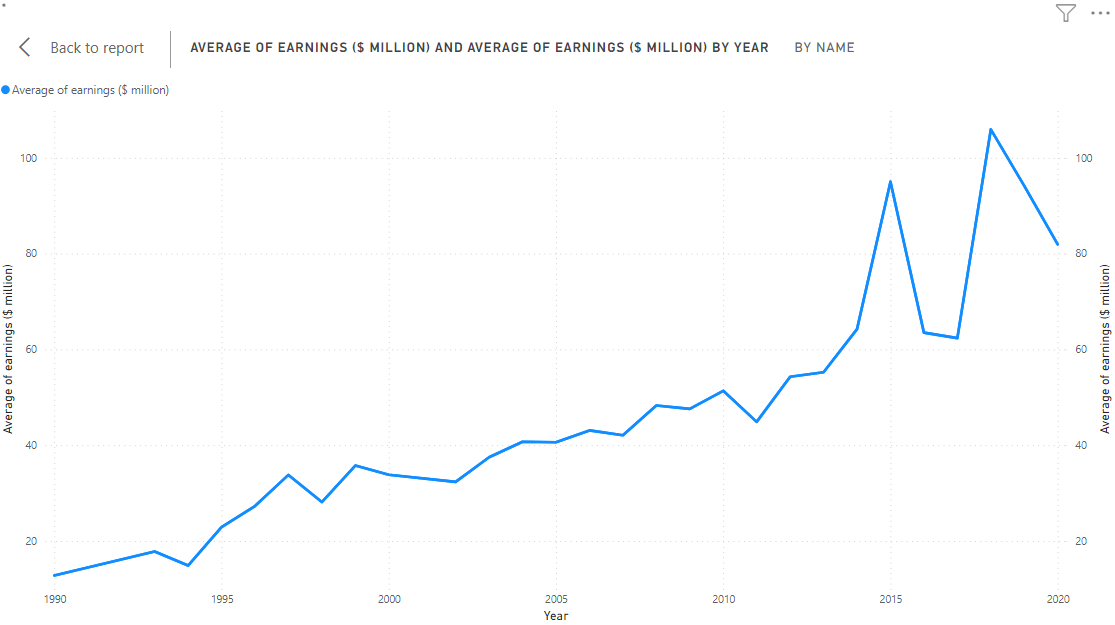 Back to report
AVERAGE OF EARNINGS ($ MILLION) AND AVERAGE OF EARNINGS ($ MILLION) BY YEAR
BY NAME
Average of earnings ($ million)
100
80
60
40
20
Average of earnings ($ million)
100
80
60
40
20
Average of earnings ($ million)
1990
1995
2000
2005
2010
2015
2020
Year